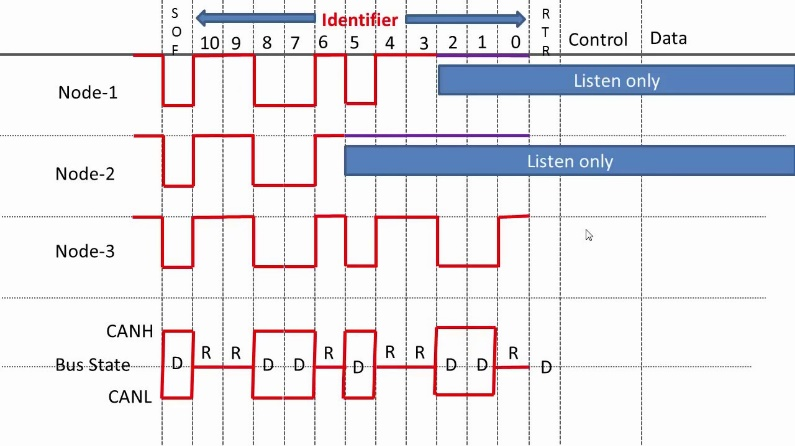 S
O
F
Identifier
R
T
R
10 9 8 7 6 5 4 3 2 1 0
Control
Data
Node-1
Listen only
Node-2
Listen only
Node-3
CANH
Bus State
D R R D D R D R R D D R D
CANL